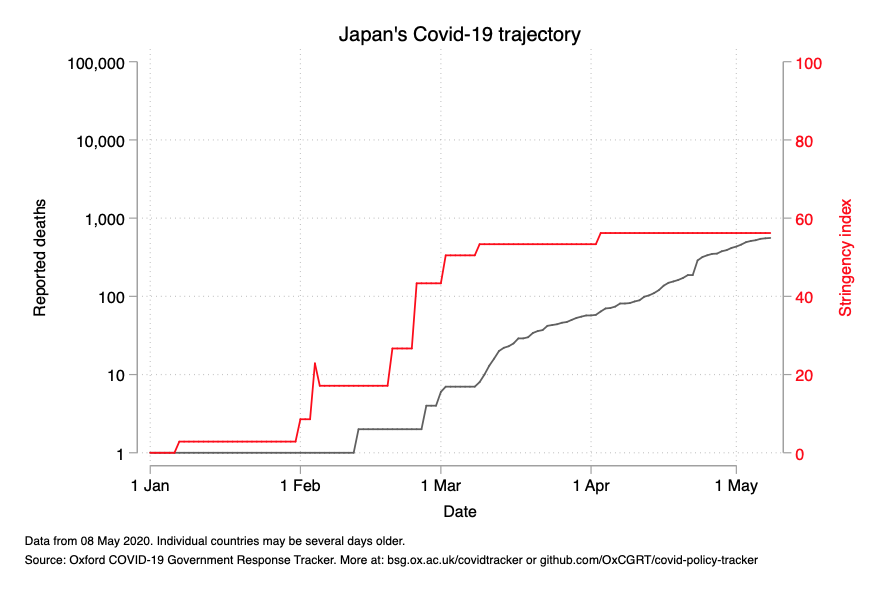 Japan's Covid-19 trajectory
100,000
10,000
1,000
100
10
1
Reported deaths
100
80
60
40
20
0
Stringency index
1 Jan
1 Feb
1 Mar
1 Apr
1 May
Date
Data from 08 May 2020. Individual countries may be several days older.
Source: Oxford COVID-19 Government Response Tracker. More at: bsg.ox.ac.uk/covidtracker or github.com/OxCGRT/covid-policy-tracker